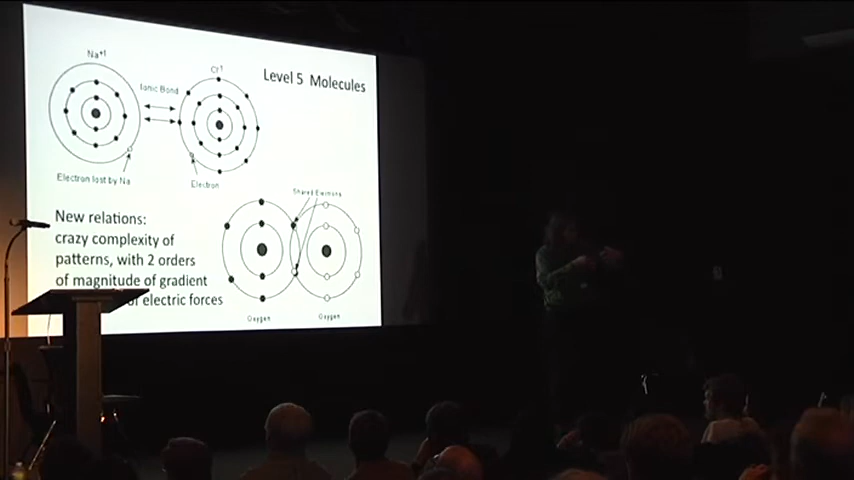 Level 5 Molecules
Na+1
Cl-1
Ionic Bond
Electron lost by Na
Electron
New relations:
crazy complexity of
patterns, with 2 orders
of magnitude of gradient
of electric forces
Shared Electrons
Oxygen
Oxygen